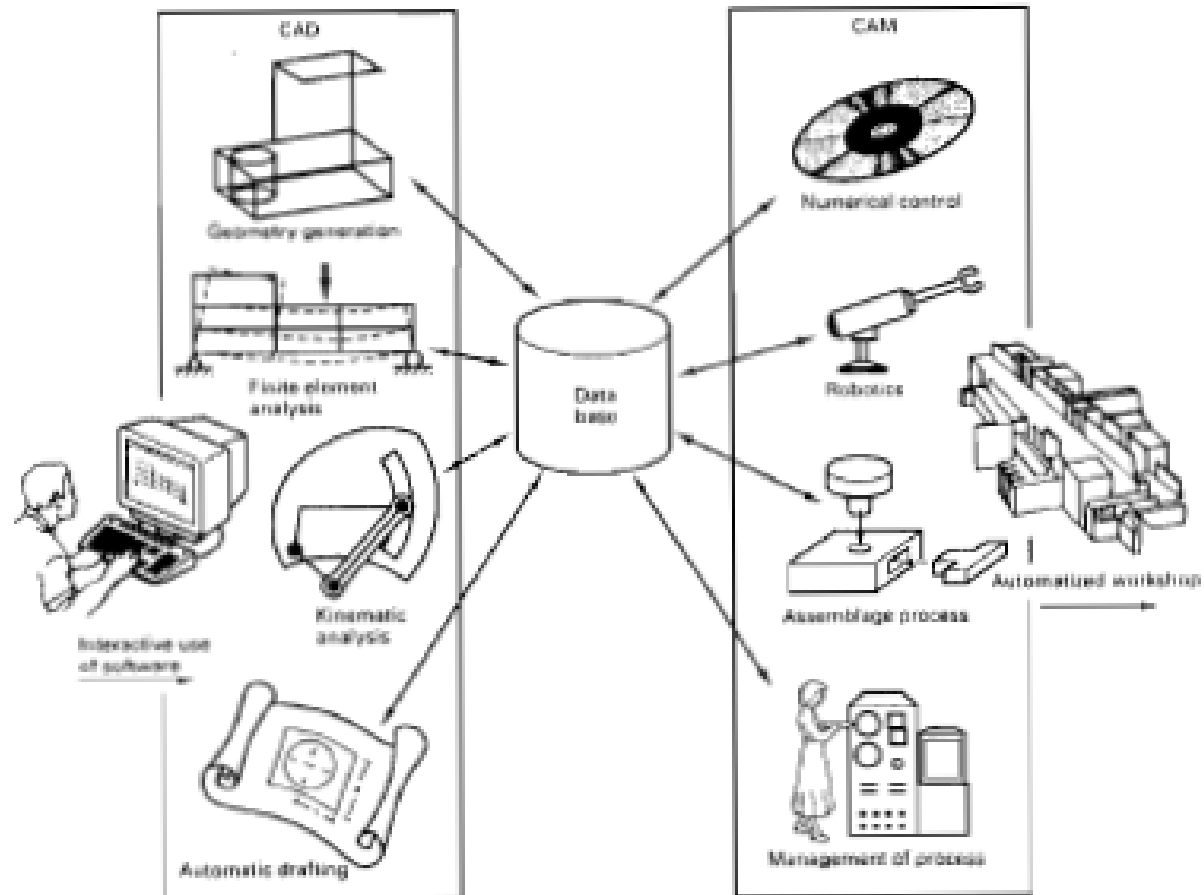 CAD
Geometry generation
Finite element
analysis
Interactive use
of software
Kinematic
analysis
Automatic drafting
Data
base
CAM
Numerical control
Robotics
Assemblage process
Automatized workshop
Management of process